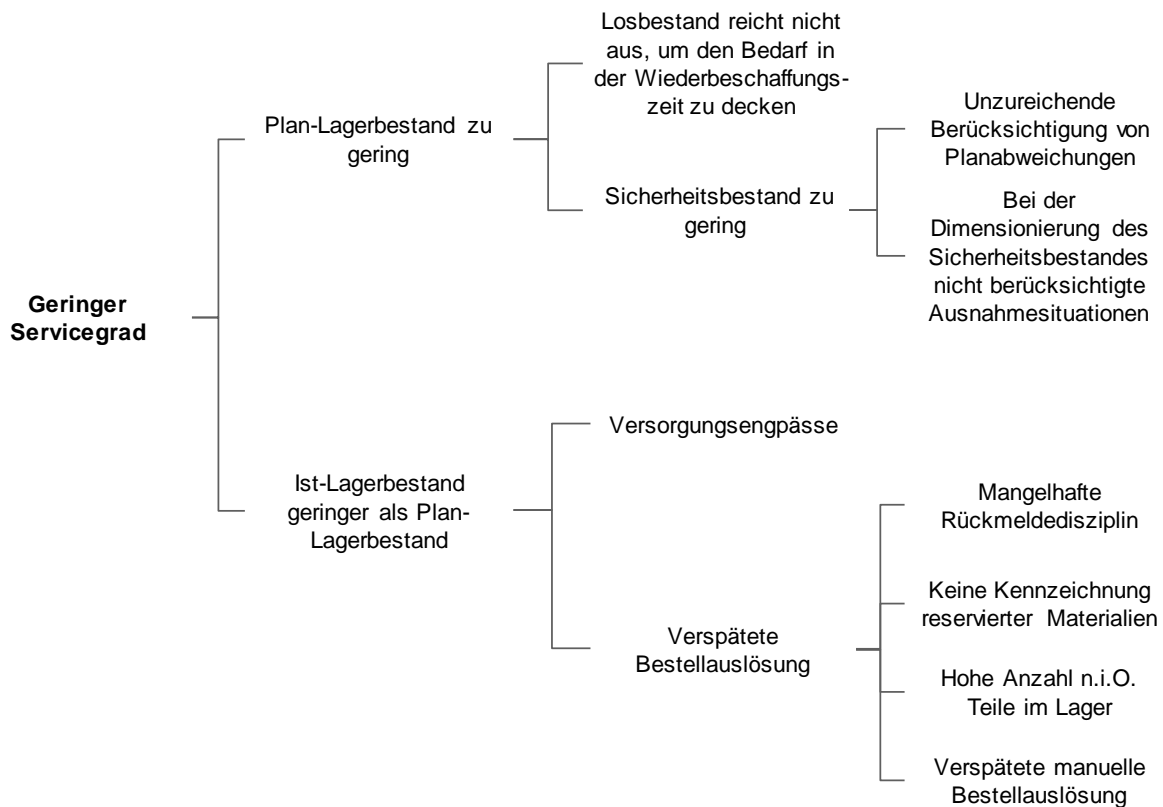 Losbestand reicht nicht
aus, um den Bedarf in
der Wiederbeschaffungs-
zeit zu decken
Plan-Lagerbestand zu
gering
Unzureichende
Berücksichtigung von
Planabweichungen
Sicherheitsbestand zu
gering
Bei der
Dimensionierung des
Sicherheitsbestandes
nicht berücksichtigte
Ausnahmesituationen
Geringer
Servicegrad
Versorgungsengpässe
Ist-Lagerbestand
geringer als Plan-
Lagerbestand
Mangelhafte
Rückmeldedisziplin
Keine Kennzeichnung
reservierter Materialien
Verspätete
Bestellauslösung
Hohe Anzahl n.i.O.
Teile im Lager
Verspätete manuelle
Bestellauslösung